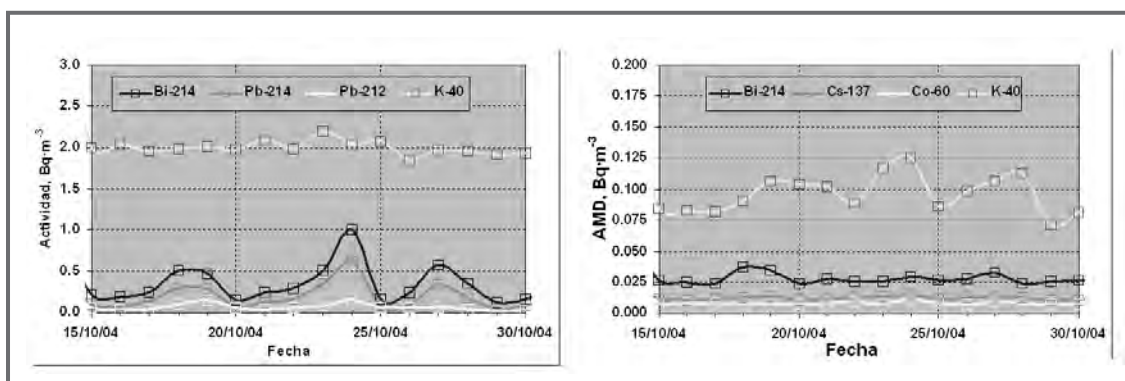 3.0
2.5
2.0
1.5
1.0
0.5
0.0
Actividad, Bq·m⁻³
Bi-214 Pb-214 Pb-212 K-40
15/10/04 20/10/04 25/10/04 30/10/04
Fecha
0.200
0.175
0.150
0.125
0.100
0.075
0.050
0.025
0.000
AMD, Bq·m⁻³
Bi-214 Cs-137 Co-60 K-40
15/10/04 20/10/04 25/10/04 30/10/04
Fecha